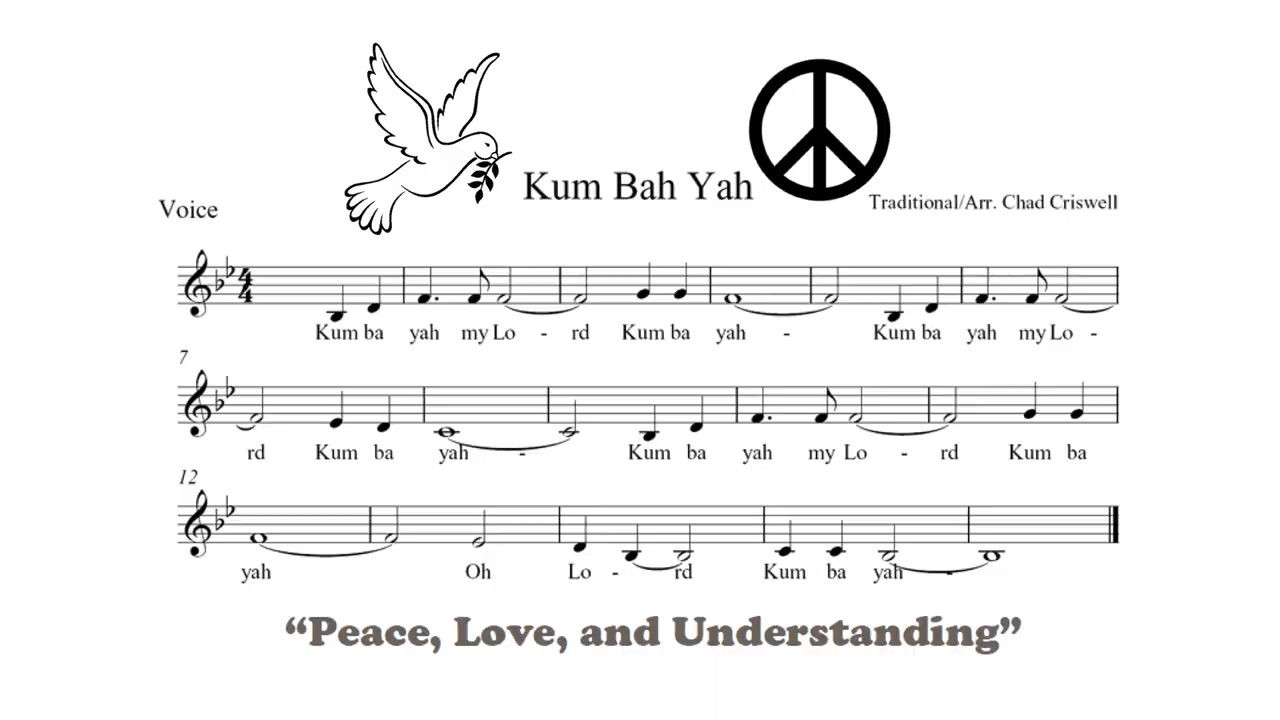 Kum Bah Yah
Voice
Traditional/Arr. Chad Criswell
4
4
Kum ba yah my Lo - rd Kum ba yah - Kum ba yah my Lo -
7
rd Kum ba yah - Kum ba yah my Lo - rd Kum ba
12
yah Oh Lo - rd Kum ba yah -
“Peace, Love, and Understanding”